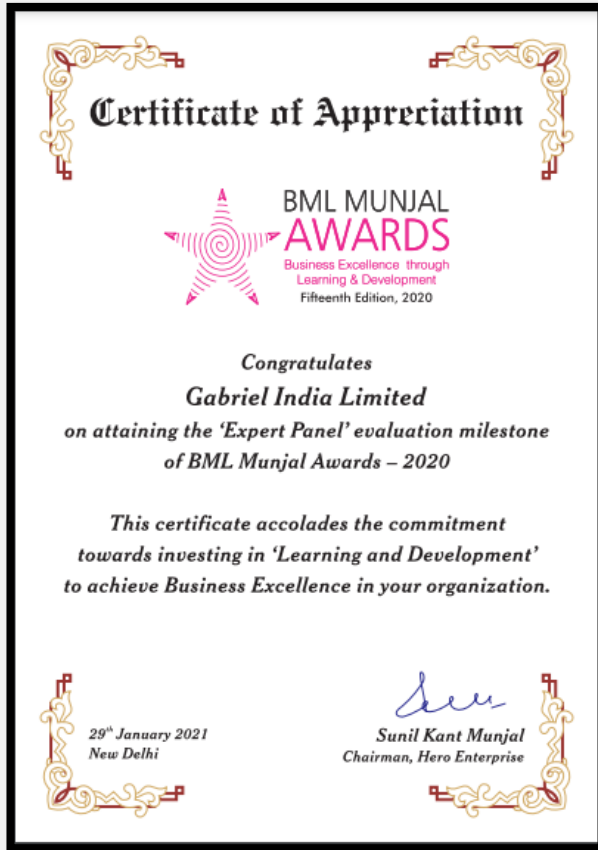 Certificate of Appreciation
BML MUNJAL
AWARDS
Business Excellence through
Learning & Development
Fifteenth Edition, 2020
Congratulates
Gabriel India Limited
on attaining the ‘Expert Panel’ evaluation milestone
of BML Munjal Awards – 2020
This certificate accolades the commitment
towards investing in ‘Learning and Development’
to achieve Business Excellence in your organization.
29th January 2021
New Delhi
Sunil Kant Munjal
Chairman, Hero Enterprise